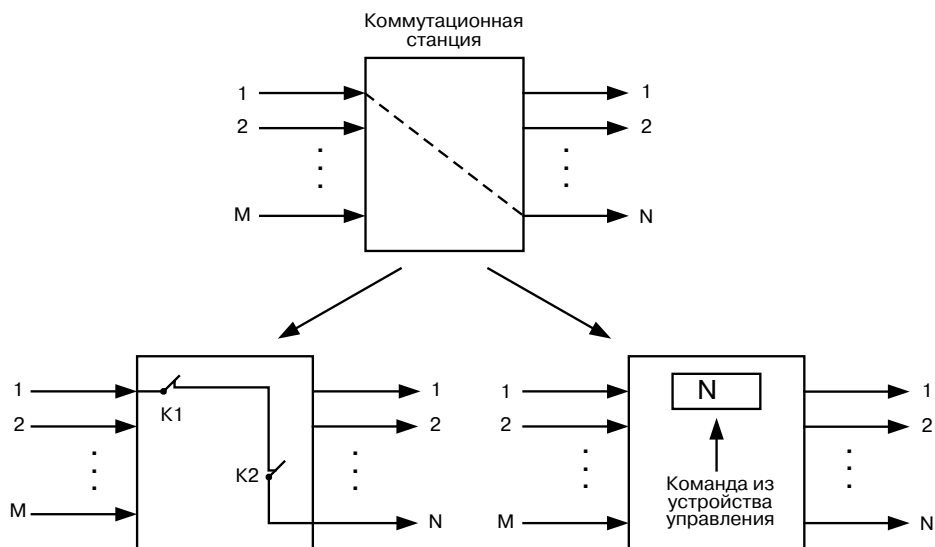 Коммутационная
станция
1
1
2
2
М
N
1
K1
1
2
2
K2
М
N
1
N
1
2
2
Команда из
устройства
управления
М
N